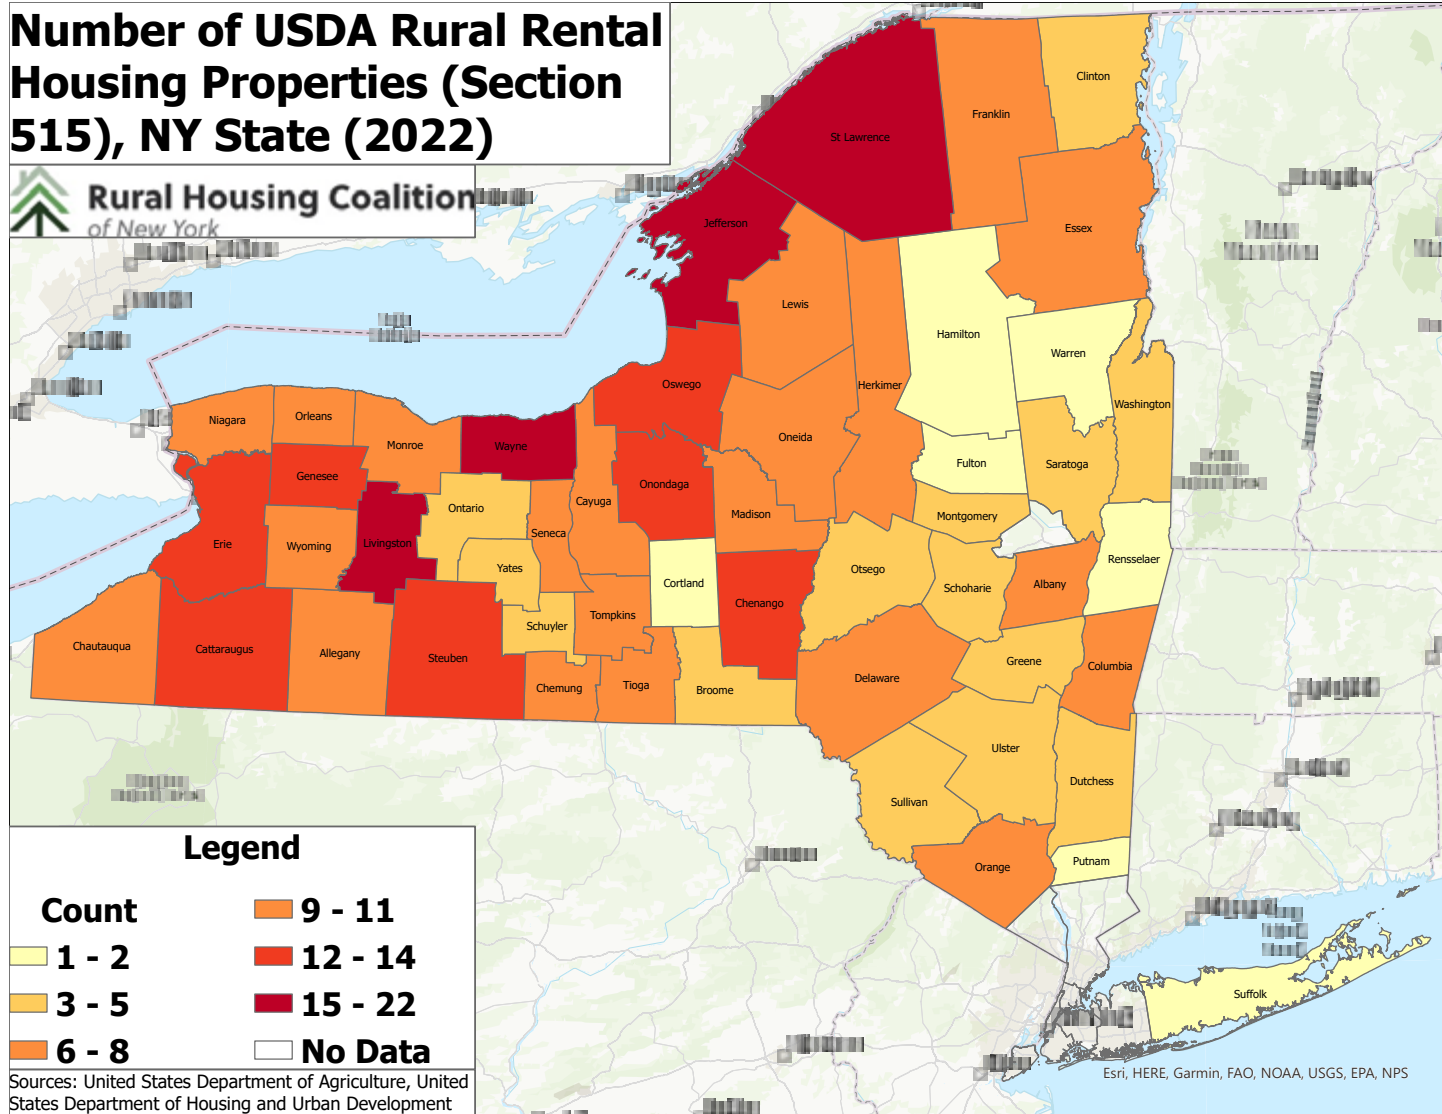 Number of USDA Rural Rental
Housing Properties (Section
515), NY State (2022)
Rural Housing Coalition
of New York
Clinton
Franklin
St Lawrence
Jefferson
Essex
Lewis
Hamilton
Warren
Oswego
Herkimer
Washington
Niagara
Orleans
Monroe
Wayne
Oneida
Fulton
Saratoga
Genesee
Onondaga
Cayuga
Ontario
Madison
Montgomery
Seneca
Erie
Wyoming
Livingston
Yates
Otsego
Rensselaer
Cortland
Schoharie
Albany
Chenango
Tompkins
Schuyler
Chautauqua
Cattaraugus
Allegany
Steuben
Greene
Columbia
Delaware
Chemung
Tioga
Broome
Ulster
Dutchess
Sullivan
Putnam
Orange
Suffolk
Legend
Count
1 - 2
3 - 5
6 - 8
9 - 11
12 - 14
15 - 22
No Data
Sources: United States Department of Agriculture, United
States Department of Housing and Urban Development
Esri, HERE, Garmin, FAO, NOAA, USGS, EPA, NPS